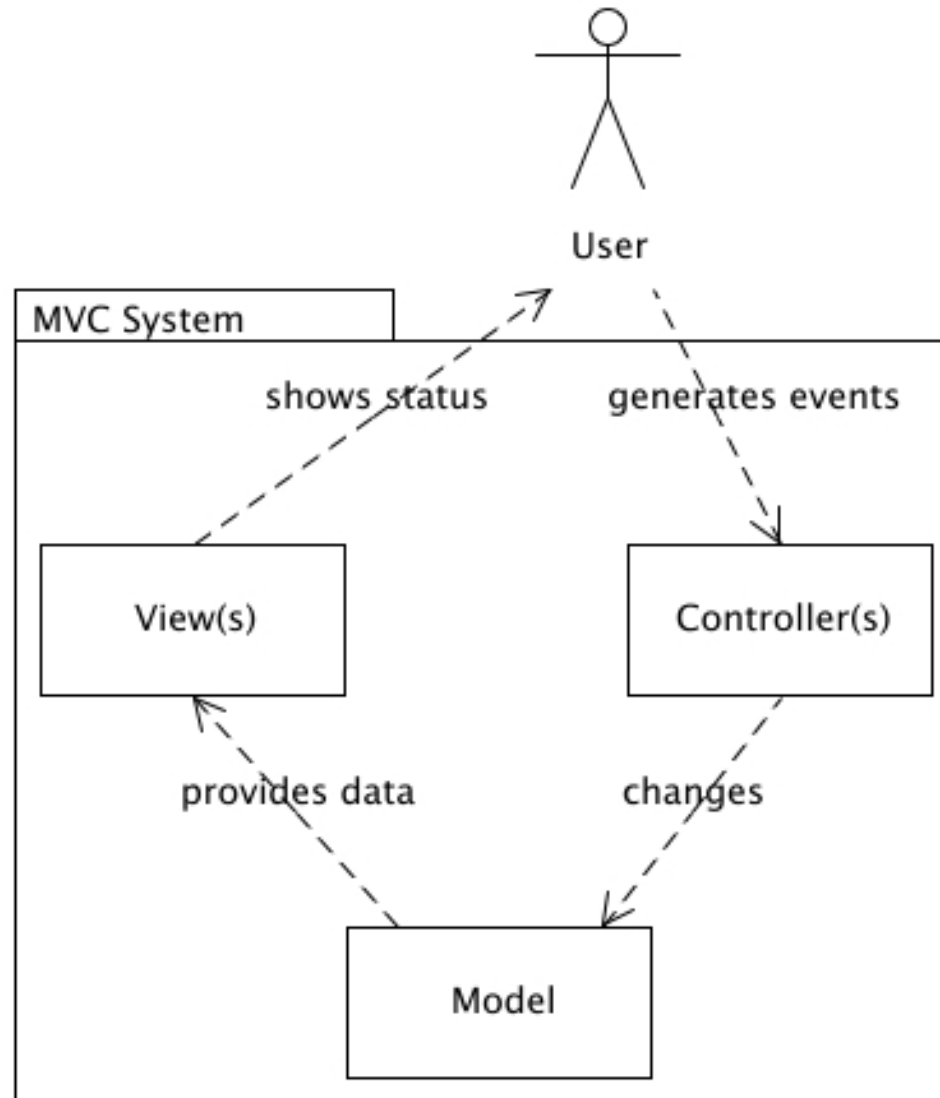 User
MVC System
shows status
generates events
View(s)
Controller(s)
provides data
changes
Model